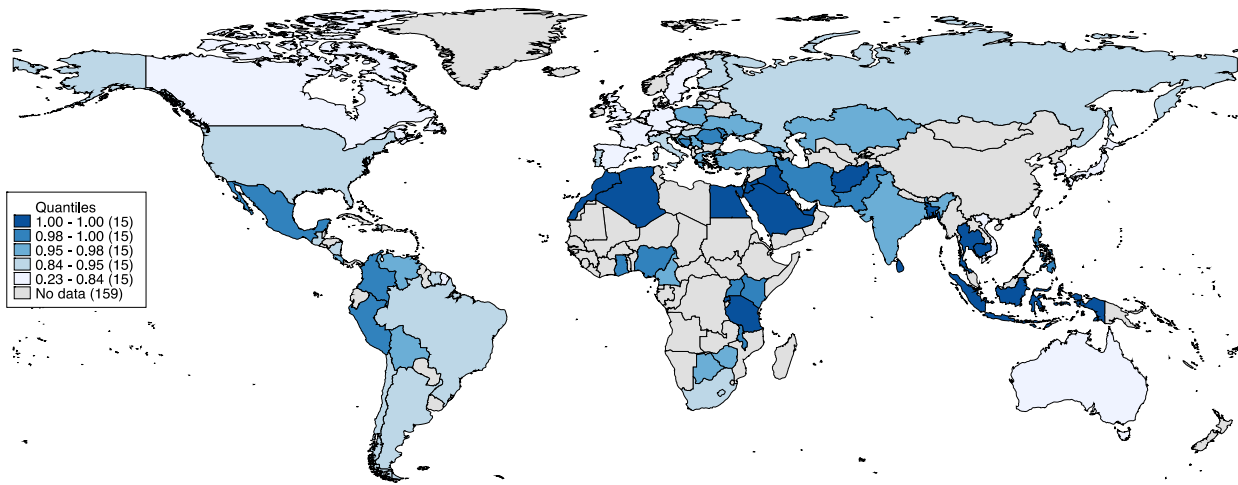 Quantiles
1.00 - 1.00 (15)
0.98 - 1.00 (15)
0.95 - 0.98 (15)
0.84 - 0.95 (15)
0.23 - 0.84 (15)
No data (159)